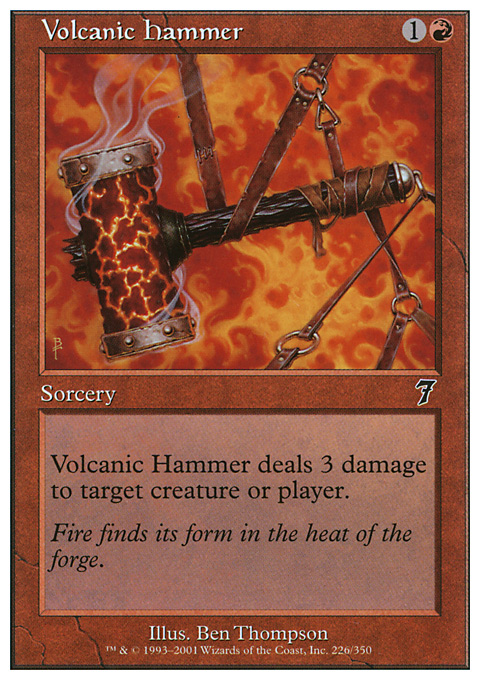 Volcanic Hammer 1
Sorcery 7
Volcanic Hammer deals 3 damage
to target creature or player.
Fire finds its form in the heat of the
forge.
Illus. Ben Thompson
™ & © 1993–2001 Wizards of the Coast, Inc. 226/350